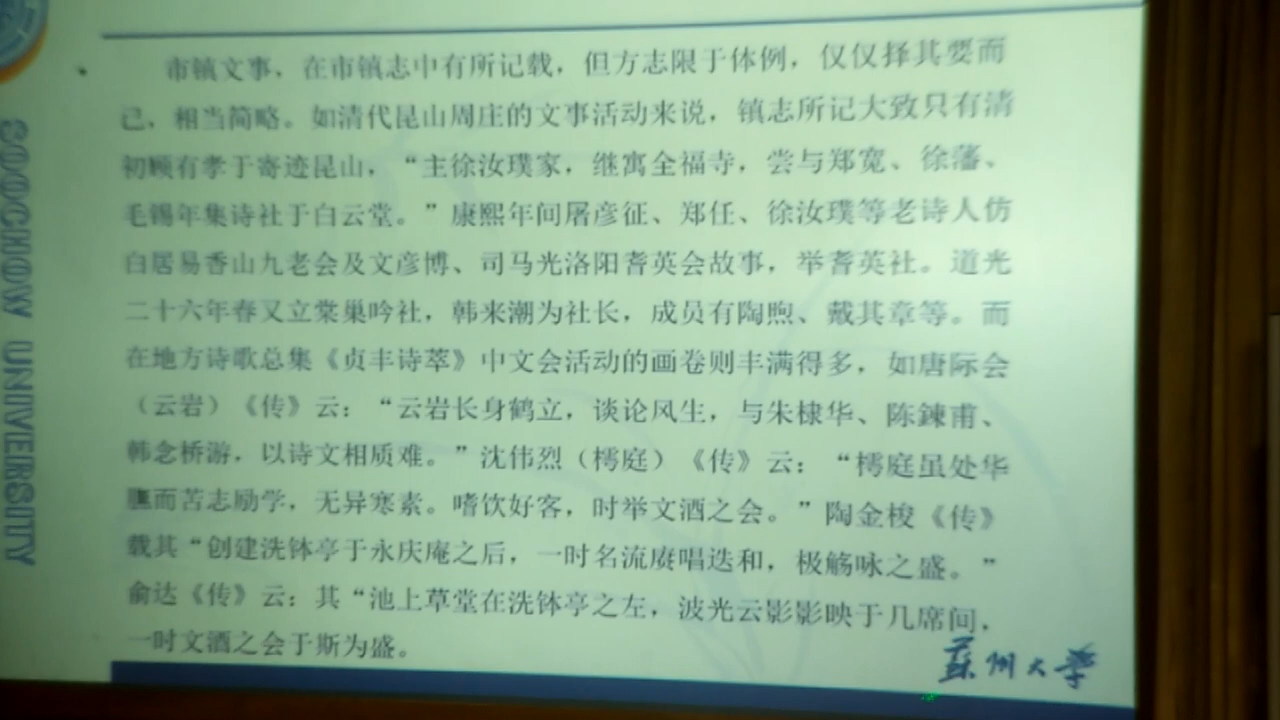 SOOCHOW UNIVERSITY
市镇文事，在市镇志中有所记载，但方志限于体例，仅仅择其要而
已，相当简略。如清代昆山周庄的文事活动来说，镇志所记大致只有清
初顾有孝于寄迹昆山，“主徐汝璞家，继寓全福寺，尝与郑宽、徐藩、
毛锡年集诗社于白云堂。”康熙年间屠彦征、郑任、徐汝璞等老诗人仿
白居易香山九老会及文彦博、司马光洛阳耆英会故事，举耆英社。道光
二十六年春又立棠巢吟社，韩来潮为社长，成员有陶煦、戴其章等。而
在地方诗歌总集《贞丰诗萃》中文会活动的画卷则丰满得多，如唐际会
（云岩）《传》云：“云岩长身鹤立，谈论风生，与朱棣华、陈鍊甫、
韩念桥游，以诗文相质难。”沈伟烈（樗庭）《传》云：“樗庭虽处华
膴而苦志励学，无异寒素。嗜饮好客，时举文酒之会。”陶金梭《传》
载其“创建洗钵亭于永庆庵之后，一时名流赓唱迭和，极觞咏之盛。”
俞达《传》云：其“池上草堂在洗钵亭之左，波光云影影映于几席间，
一时文酒之会于斯为盛。
蘇州大學